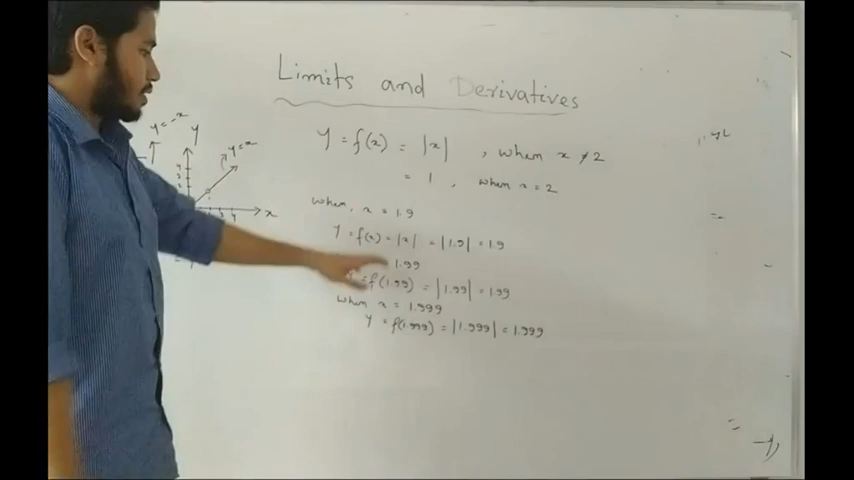 Limits and Derivatives
y = f(x) = |x| , when x ≠ 2
= 1 , when x = 2
when, x = 1.9
y = f(x) = |x| = |1.9| = 1.9
1.99
= f(1.99) = |1.99| = 1.99
when x = 1.999
y = f(1.999) = |1.999| = 1.999
y = -x
y
y = x
x